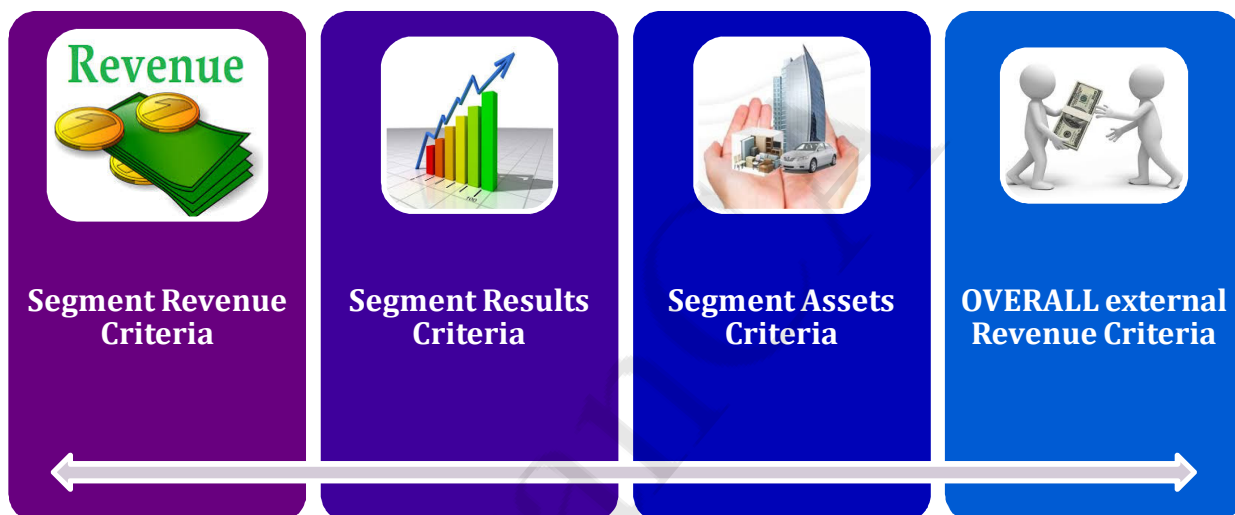 Revenue
Segment Revenue
Criteria
Segment Results
Criteria
Segment Assets
Criteria
OVERALL external
Revenue Criteria